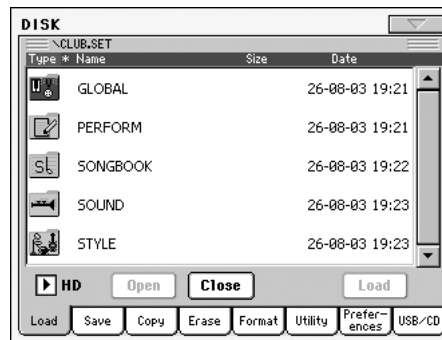 DISK
\CLUB.SET
Type * Name Size Date
GLOBAL 26-08-03 19:21
PERFORM 26-08-03 19:21
SONGBOOK 26-08-03 19:22
SOUND 26-08-03 19:23
STYLE 26-08-03 19:23
HD Open Close Load
Load Save Copy Erase Format Utility Prefer-ences USB/CD